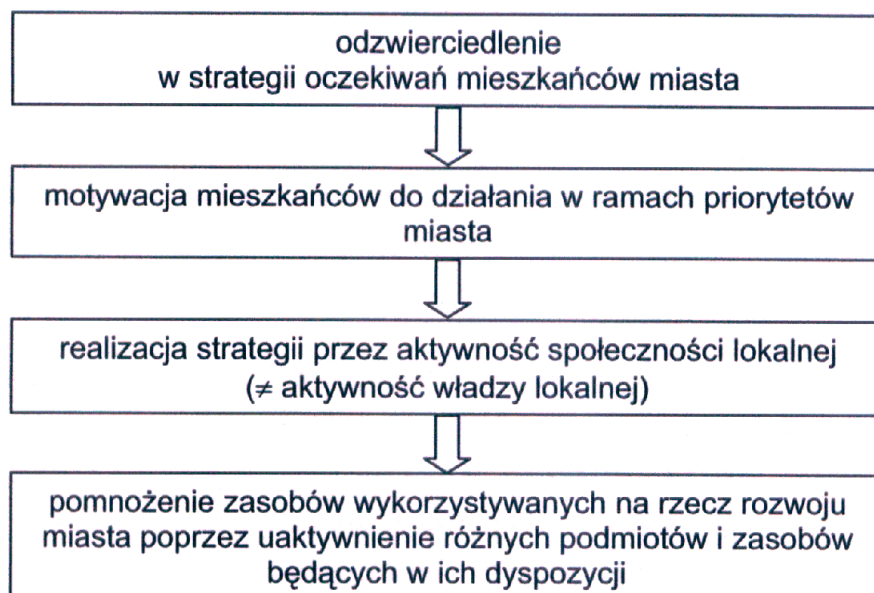 odzwierciedlenie
w strategii oczekiwań mieszkańców miasta
motywacja mieszkańców do działania w ramach priorytetów
miasta
realizacja strategii przez aktywność społeczności lokalnej
(≠ aktywność władzy lokalnej)
pomnożenie zasobów wykorzystywanych na rzecz rozwoju
miasta poprzez uaktywnienie różnych podmiotów i zasobów
będących w ich dyspozycji